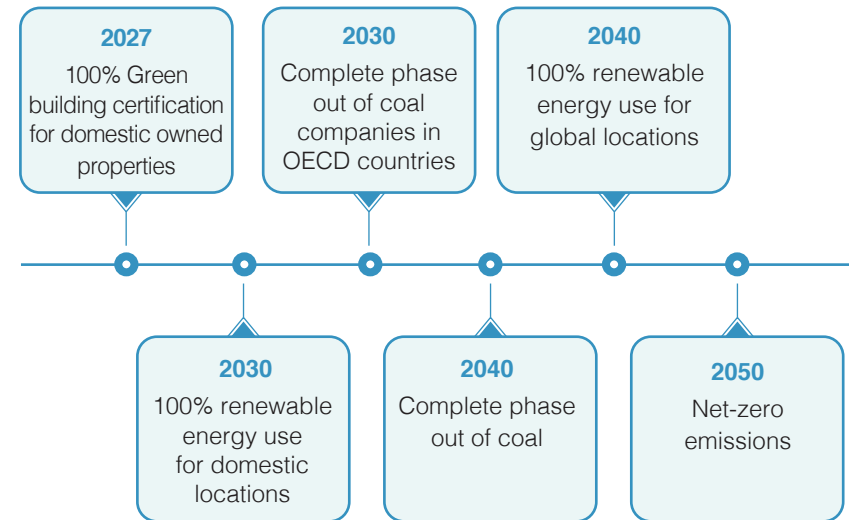 2027
100% Green
building certification
for domestic owned
properties
2030
Complete phase
out of coal
companies in
OECD countries
2040
100% renewable
energy use for
global locations
2030
100% renewable
energy use
for domestic
locations
2040
Complete phase
out of coal
2050
Net-zero
emissions